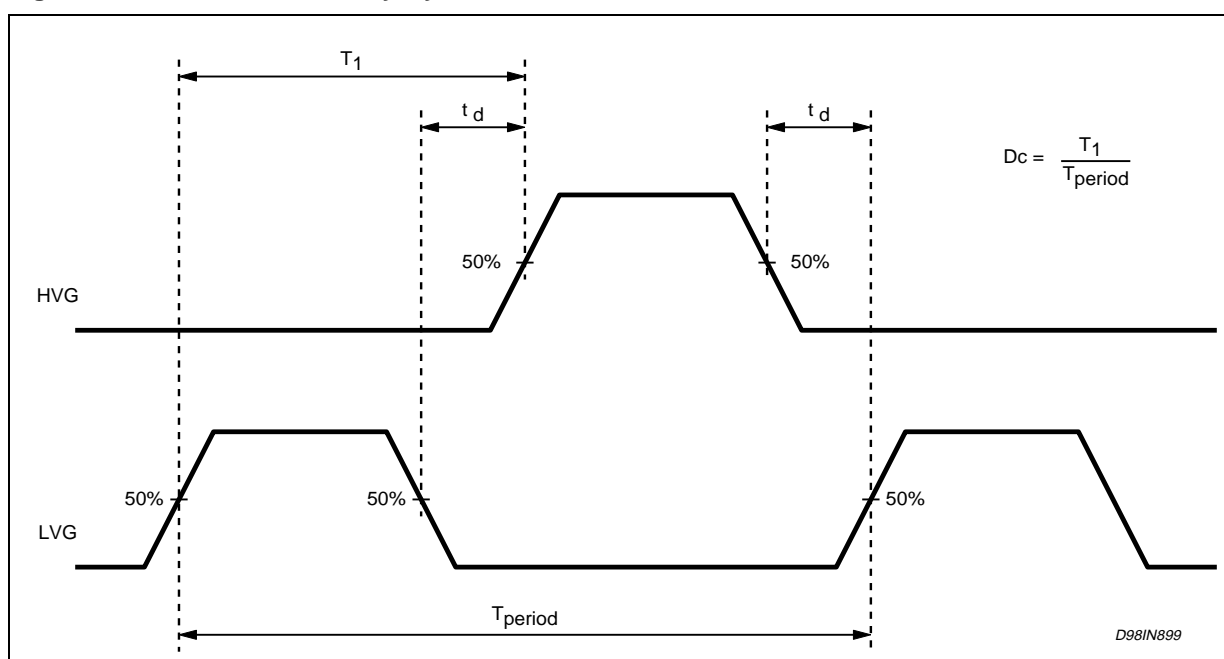 T1
td
td
Dc = T1 / Tperiod
50%
50%
HVG
50%
50%
50%
LVG
Tperiod
D98IN899